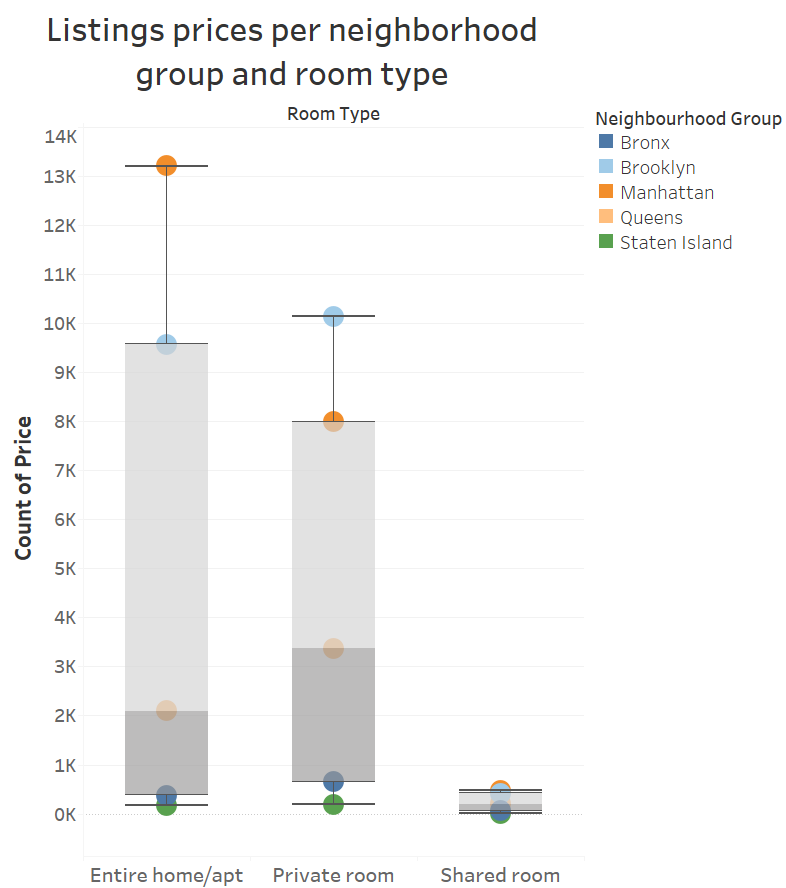 Listings prices per neighborhood
group and room type
Room Type
Neighbourhood Group
Bronx
Brooklyn
Manhattan
Queens
Staten Island
Count of Price
14K
13K
12K
11K
10K
9K
8K
7K
6K
5K
4K
3K
2K
1K
0K
Entire home/apt
Private room
Shared room